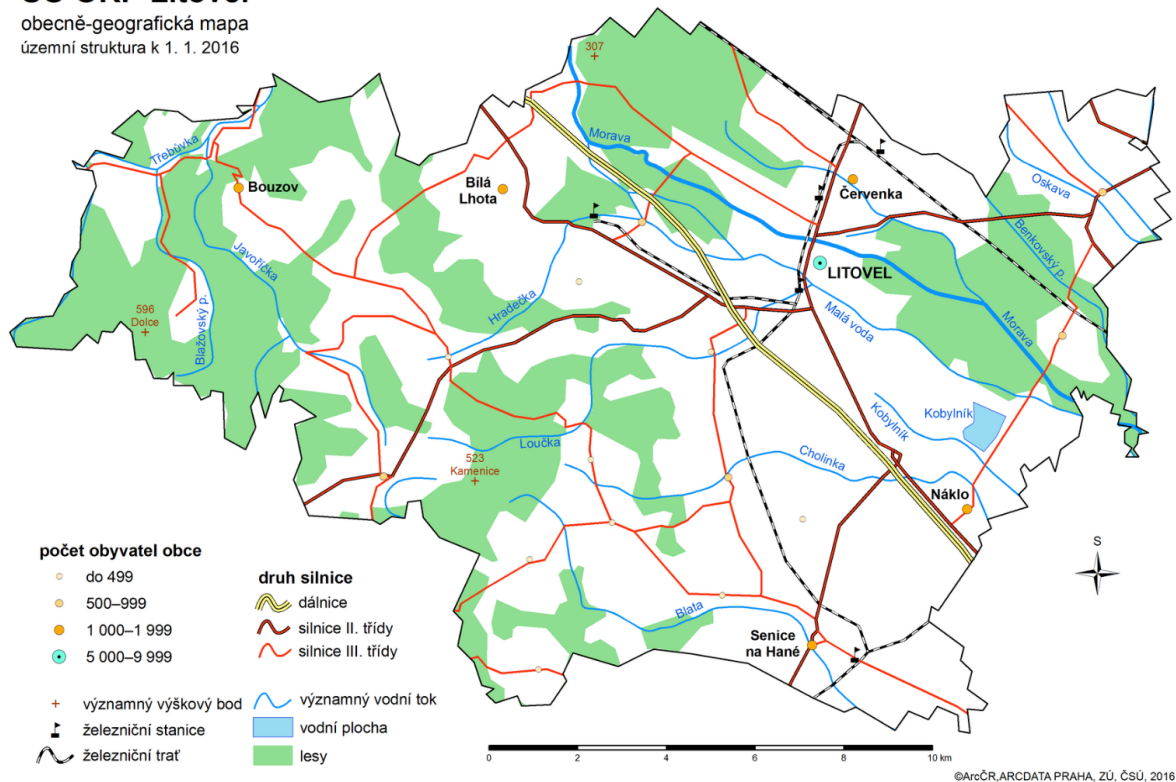 obecně-geografická mapa
územní struktura k 1. 1. 2016
307
Morava
Třebůvka
Bouzov
Bílá
Lhota
Červenka
Oskava
Benkovský p.
Javoříčka
LITOVEL
Hradečka
Malá voda
Morava
596
Dolce
Blažovský p.
Kobylník
Kobylník
Loučka
Cholinka
523
Kamenice
Náklo
Blata
Senice
na Hané
S
počet obyvatel obce
do 499
500–999
1 000–1 999
5 000–9 999
významný výškový bod
železniční stanice
železniční trať
druh silnice
dálnice
silnice II. třídy
silnice III. třídy
významný vodní tok
vodní plocha
lesy
0 2 4 6 8 10 km
©ArcČR,ARCDATA PRAHA, ZÚ, ČSÚ, 2016